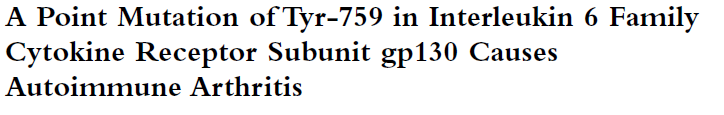 A Point Mutation of Tyr-759 in Interleukin 6 Family
Cytokine Receptor Subunit gp130 Causes
Autoimmune Arthritis